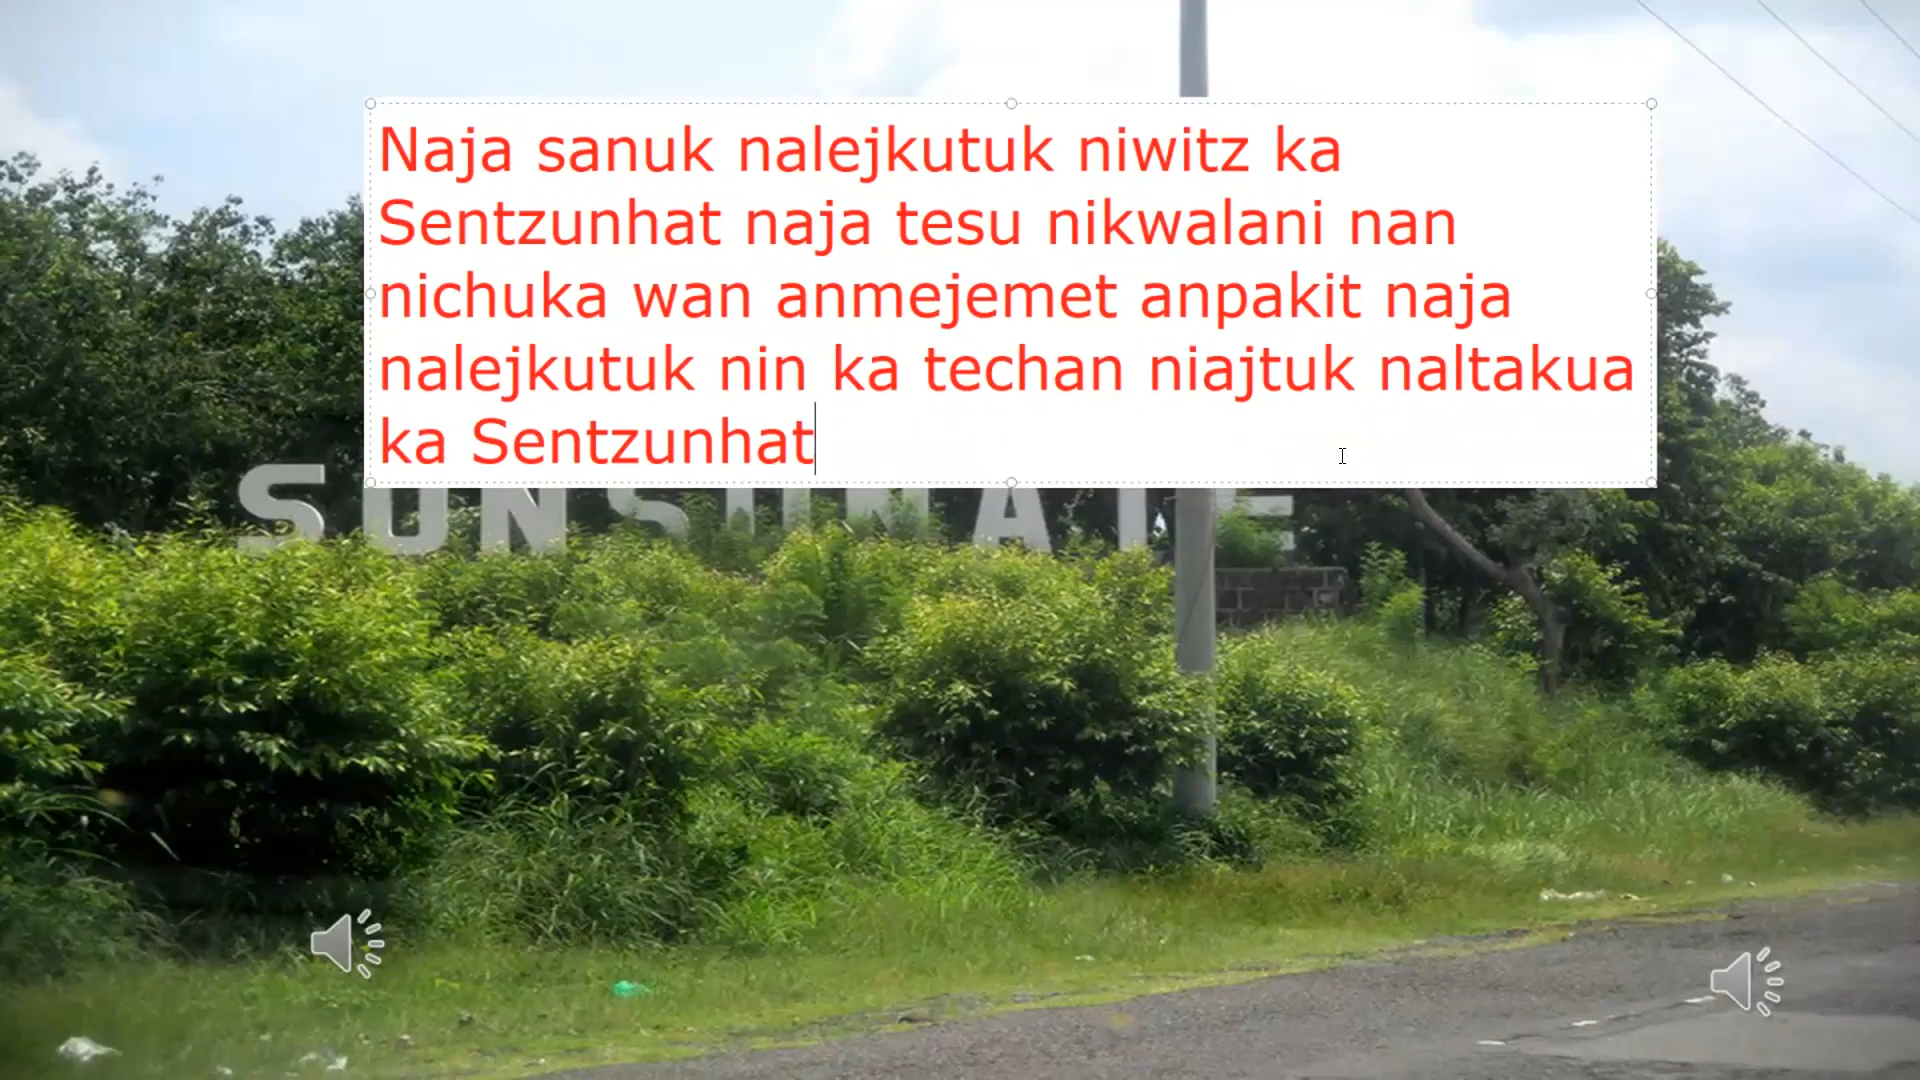 Naja sanuk nalejkutuk niwitz ka
Sentzunhat naja tesu nikwalani nan
nichuka wan anmejemet anpakit naja
nalejkutuk nin ka techan niajtuk naltakua
ka Sentzunhat
SONSONATE